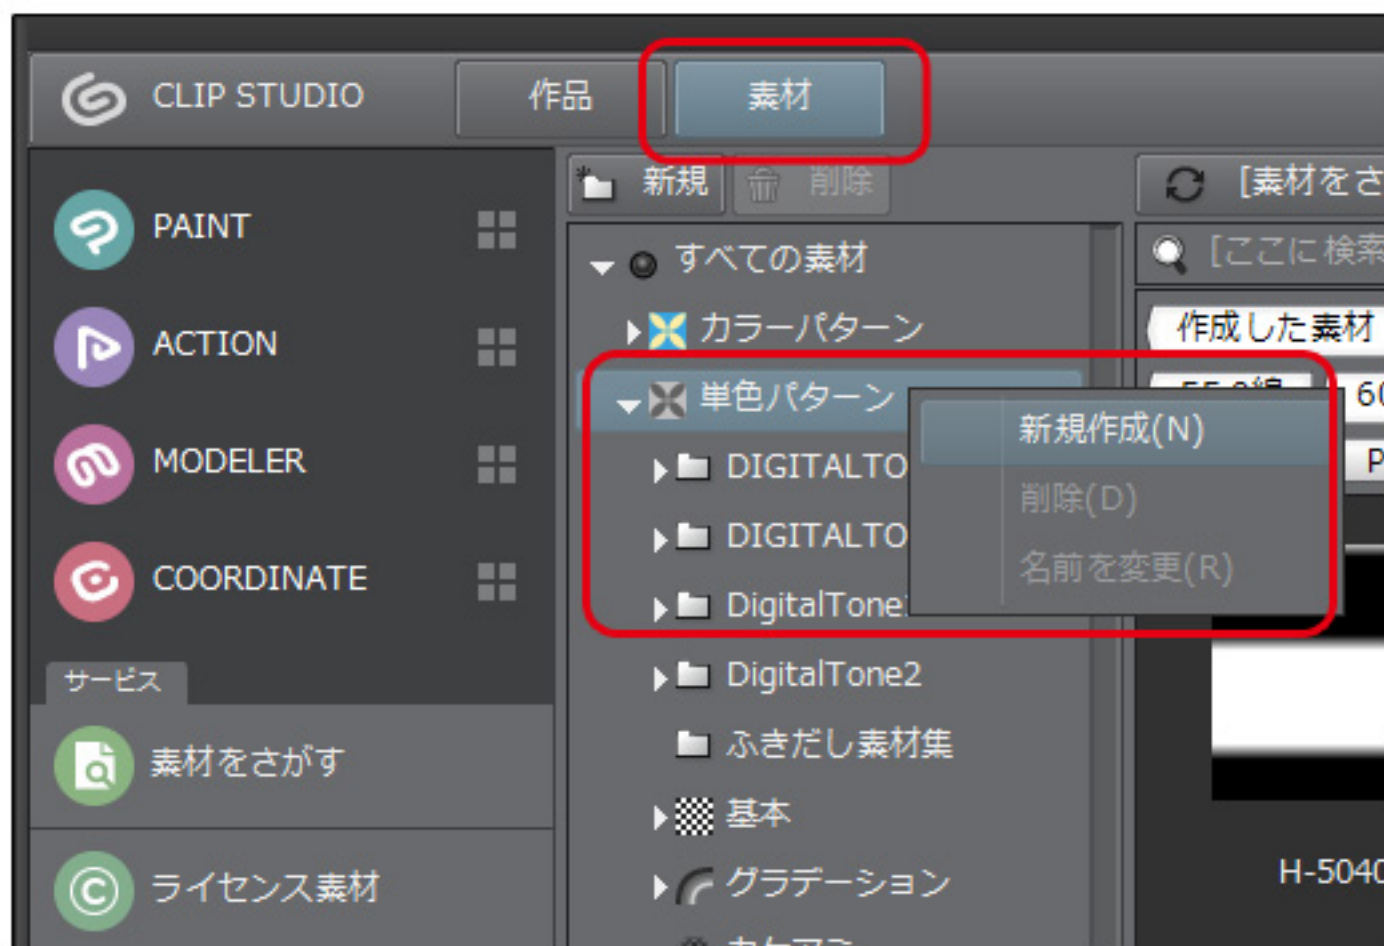 CLIP STUDIO
作品
素材
PAINT
ACTION
MODELER
COORDINATE
サービス
素材をさがす
ライセンス素材
新規
削除
すべての素材
カラーパターン
単色パターン
DIGITALTO
DIGITALTO
DigitalTone
DigitalTone2
ふきだし素材集
基本
グラデーション
新規作成(N)
削除(D)
名前を変更(R)
[素材をさ
[ここに検索
作成した素材
60
P
H-5040